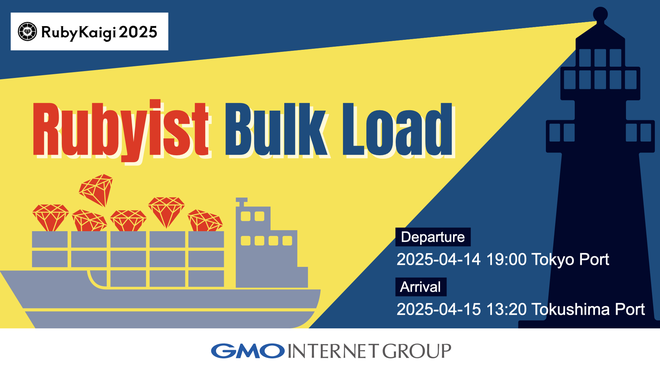 RubyKaigi 2025
Rubyist Bulk Load
Departure
2025-04-14 19:00 Tokyo Port
Arrival
2025-04-15 13:20 Tokushima Port
GMO INTERNET GROUP